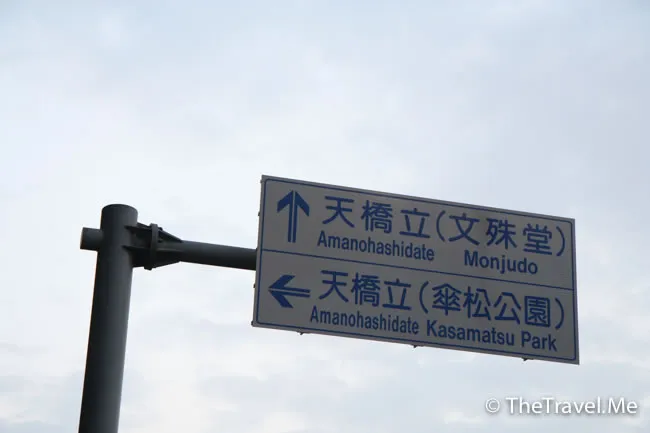 天橋立(文殊堂)
Amanohashidate Monjudo
天橋立(傘松公園)
Amanohashidate Kasamatsu Park
© TheTravel.Me